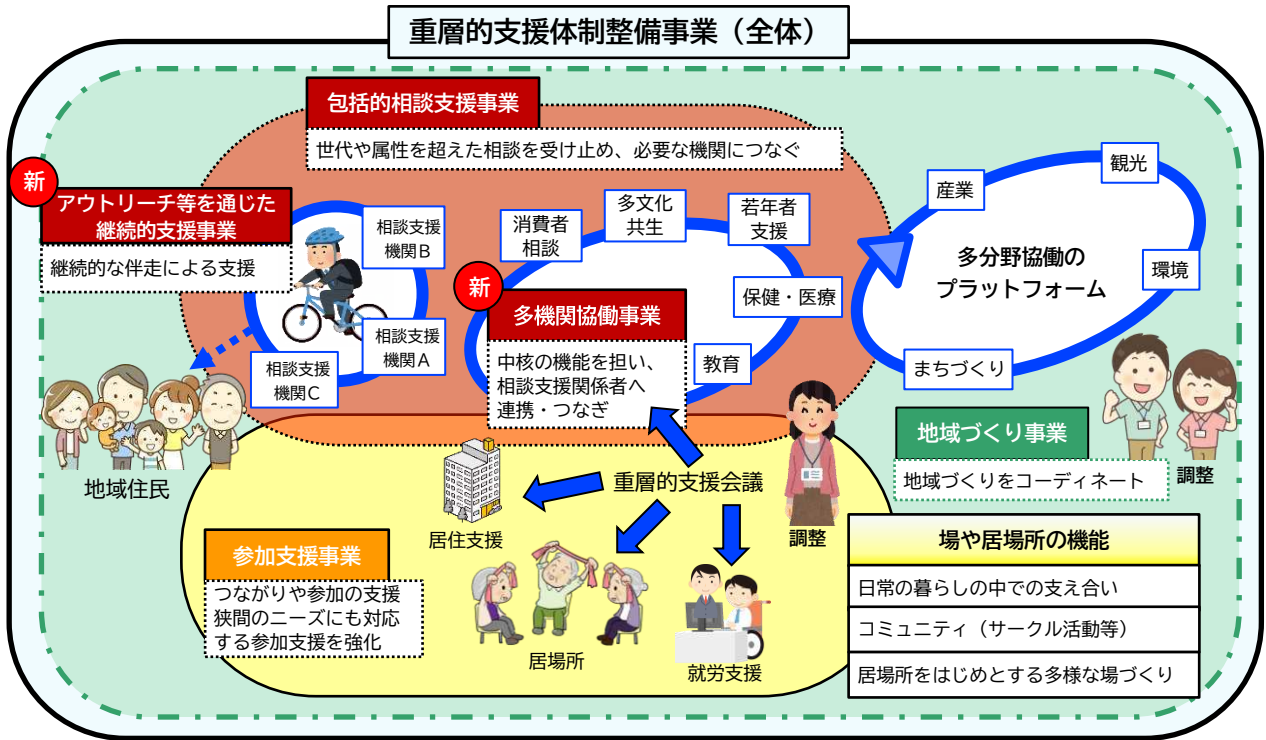 重層的支援体制整備事業（全体）
包括的相談支援事業
世代や属性を超えた相談を受け止め、必要な機関につなぐ
新
アウトリーチ等を通じた
継続的支援事業
継続的な伴走による支援
相談支援
機関B
相談支援
機関A
相談支援
機関C
地域住民
消費者
相談
多文化
共生
若年者
支援
保健・医療
教育
新
多機関協働事業
中核の機能を担い、
相談支援関係者へ
連携・つなぎ
産業
観光
環境
まちづくり
多分野協働の
プラットフォーム
地域づくり事業
地域づくりをコーディネート
調整
重層的支援会議
調整
居住支援
居場所
就労支援
参加支援事業
つながりや参加の支援
狭間のニーズにも対応
する参加支援を強化
場や居場所の機能
日常の暮らしの中での支え合い
コミュニティ（サークル活動等）
居場所をはじめとする多様な場づくり